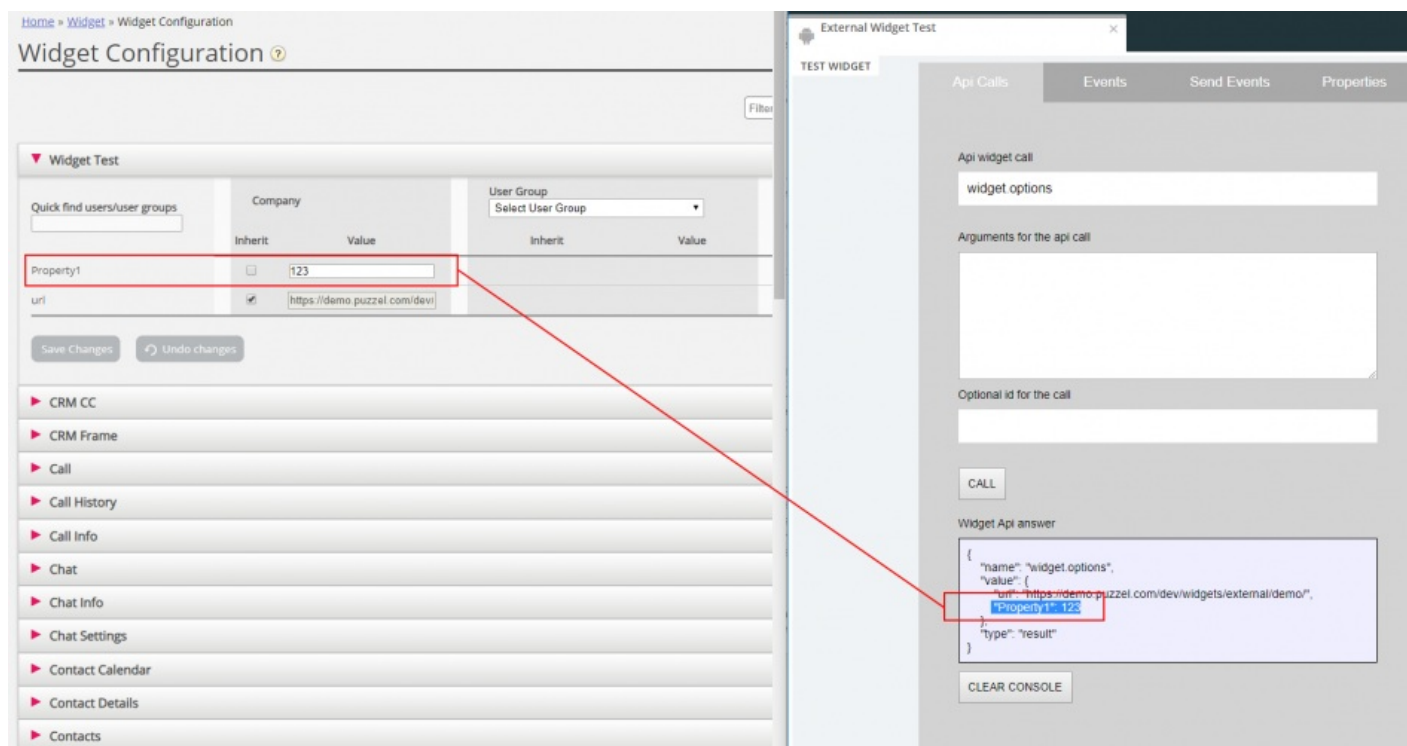 Home » Widget » Widget Configuration
Widget Configuration ?
Filter
Widget Test
Quick find users/user groups
Company
User Group
Select User Group
Inherit Value
Inherit Value
Property1
123
url
https://demo.puzzel.com/devi
Save Changes
Undo changes
CRM CC
CRM Frame
Call
Call History
Call Info
Chat
Chat Info
Chat Settings
Contact Calendar
Contact Details
Contacts
External Widget Test
TEST WIDGET
Api Calls Events Send Events Properties
Api widget call
widget.options
Arguments for the api call
Optional id for the call
CALL
Widget Api answer
{
"name": "widget.options",
"value": {
"url": "https://demo.puzzel.com/dev/widgets/external/demo/",
"Property1": 123
},
"type": "result"
}
CLEAR CONSOLE